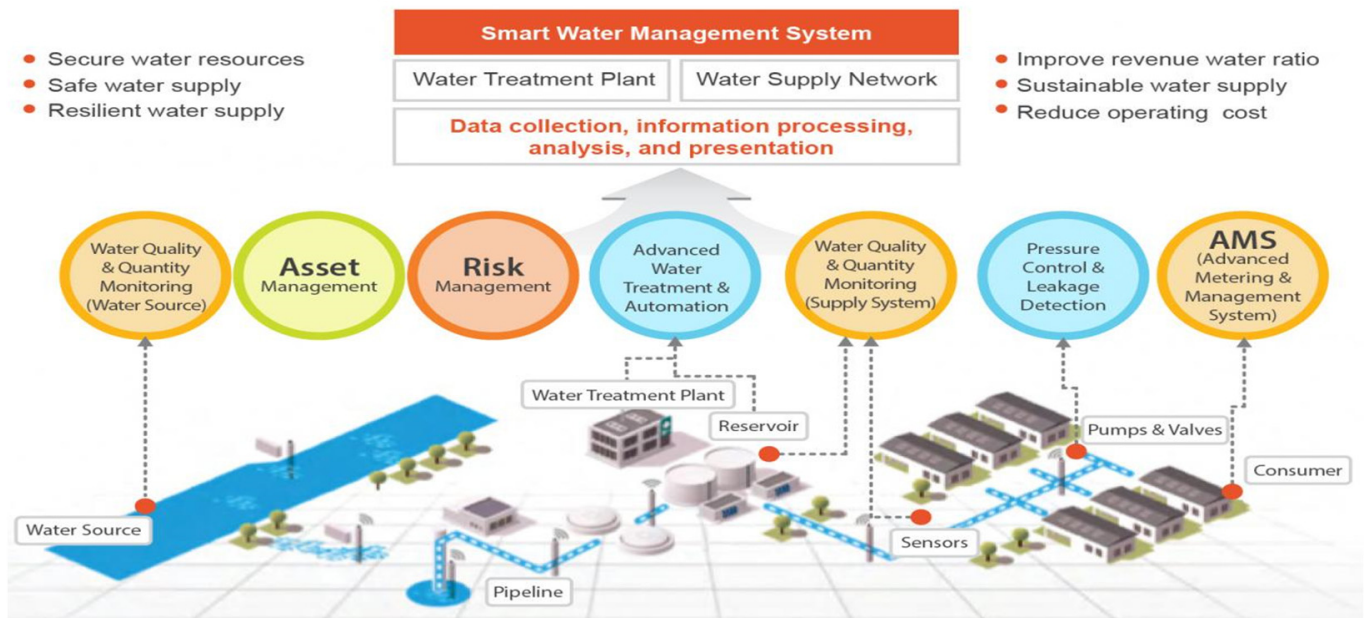 Smart Water Management System
Water Treatment Plant
Water Supply Network
Data collection, information processing,
analysis, and presentation
Secure water resources
Safe water supply
Resilient water supply
Improve revenue water ratio
Sustainable water supply
Reduce operating cost
Water Quality
& Quantity
Monitoring
(Water Source)
Asset
Management
Risk
Management
Advanced
Water
Treatment &
Automation
Water Quality
& Quantity
Monitoring
(Supply System)
Pressure
Control &
Leakage
Detection
AMS
(Advanced
Metering &
Management
System)
Water Treatment Plant
Reservoir
Pumps & Valves
Consumer
Water Source
Sensors
Pipeline